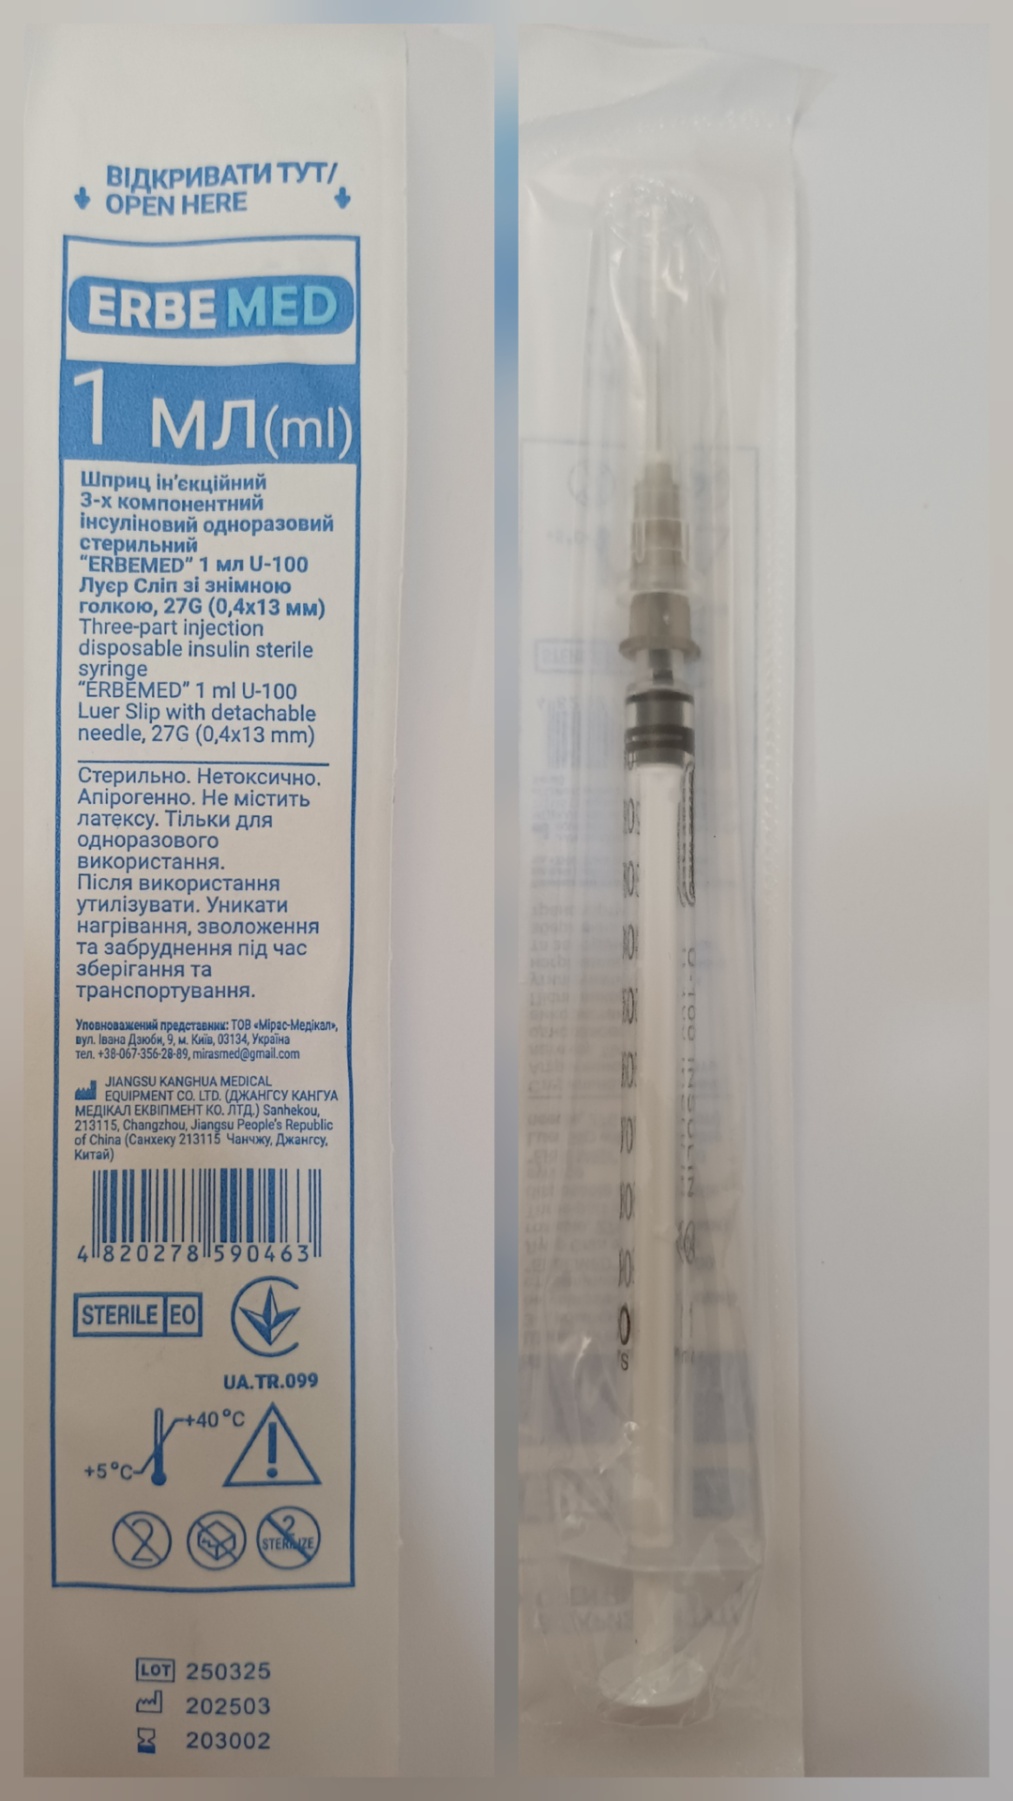 ВІДКРИВАТИ ТУТ/
OPEN HERE
ERBEMED
1 МЛ(ml)
Шприц ін'єкційний
3-х компонентний
інсуліновий одноразовий
стерильний
"ERBEMED" 1 мл U-100
Луєр Сліп зі знімною
голкою, 27G (0,4x13 мм)
Three-part injection
disposable insulin sterile
syringe
"ERBEMED" 1 ml U-100
Luer Slip with detachable
needle, 27G (0,4x13 mm)
Стерильно. Нетоксично.
Апірогенно. Не містить
латексу. Тільки для
одноразового
використання.
Після використання
утилізувати. Уникати
нагрівання, зволоження
та забруднення під час
зберігання та
транспортування.
Уповноважений представник: ТОВ «Мірас-Медікал»,
вул. Івана Дзюби, 9, м. Київ, 03134, Україна
тел. +38-067-356-28-89, mirasmed@gmail.com
JIANGSU KANGHUA MEDICAL
EQUIPMENT CO. LTD. (ДЖАНГСУ КАНГУА
МЕДІКАЛ ЕКВІПМЕНТ КО. ЛТД.) Sanhekou,
213115, Changzhou, Jiangsu People's Republic
of China (Санхеку 213115 Чанчжу, Джангсу,
Китай)
4 820278 590463
STERILE EO
UA.TR.099
+40°C
+5°C
2
2
STERILIZE
LOT 250325
202503
203002